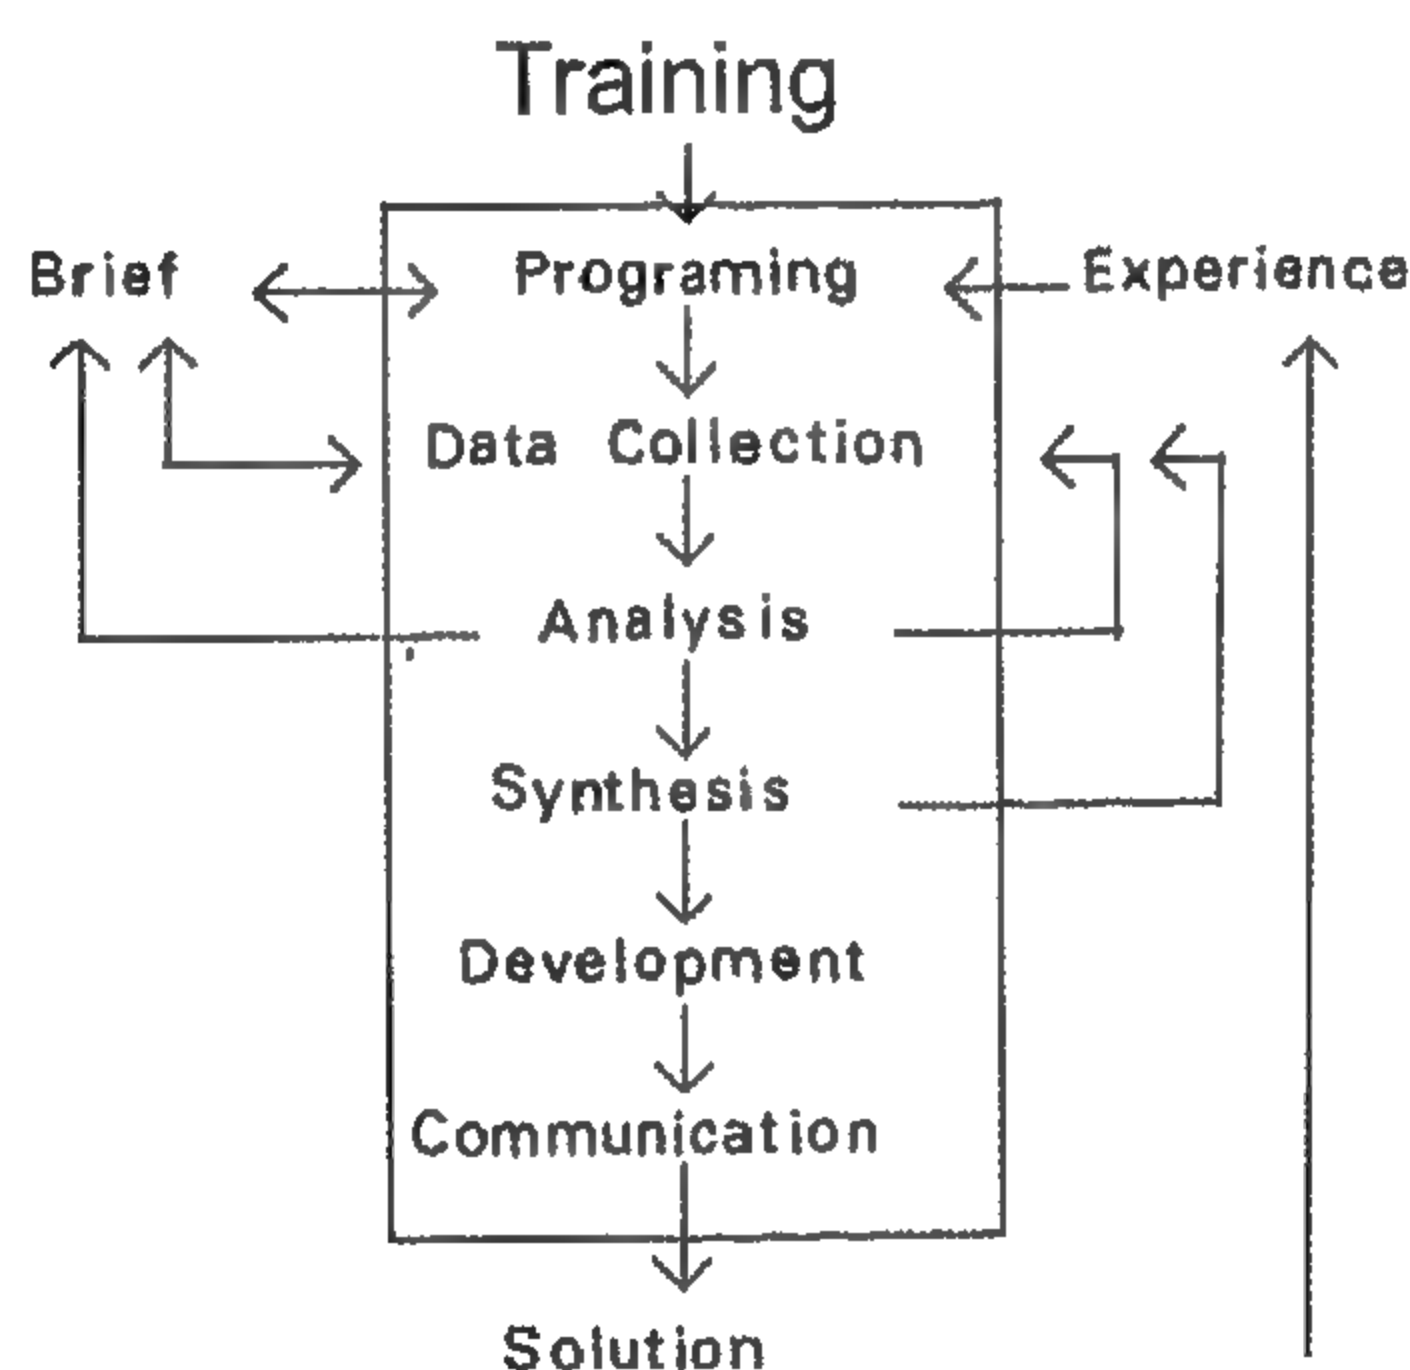 Training
Brief Programing Experience
Data Collection
Analysis
Synthesis
Development
Communication
Solution